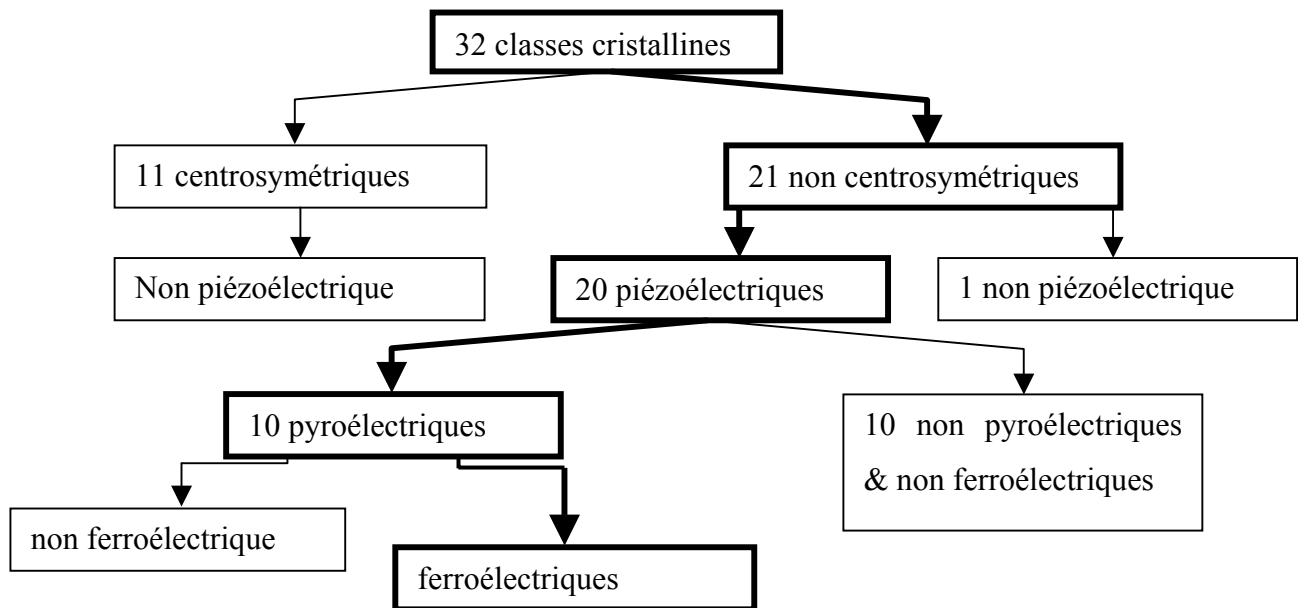 32 classes cristallines
11 centrosymétriques
21 non centrosymétriques
Non piézoélectrique
20 piézoélectriques
1 non piézoélectrique
10 pyroélectriques
10 non pyroélectriques
& non ferroélectriques
non ferroélectrique
ferroélectriques